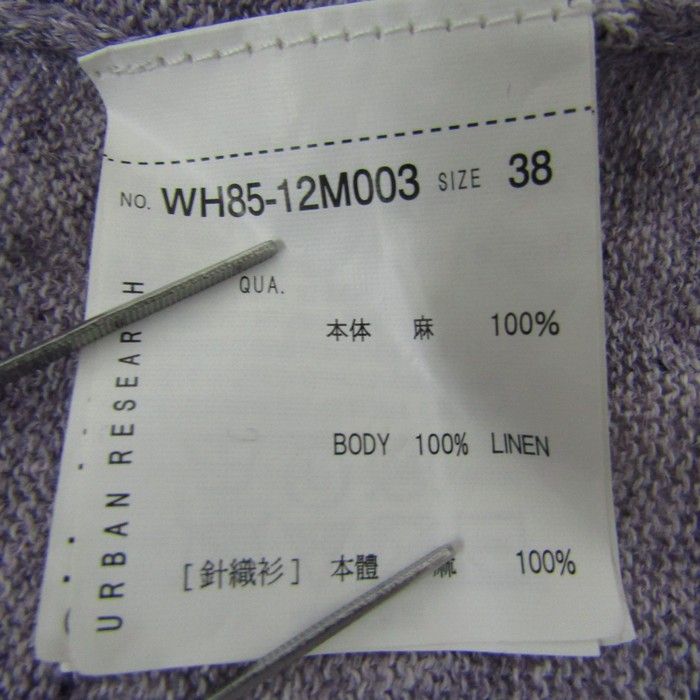 NO. WH85-12M003 SIZE 38
QUA.
本体 麻 100%
BODY 100% LINEN
[針織衫] 本體 麻 100%
URBAN RESEARCH